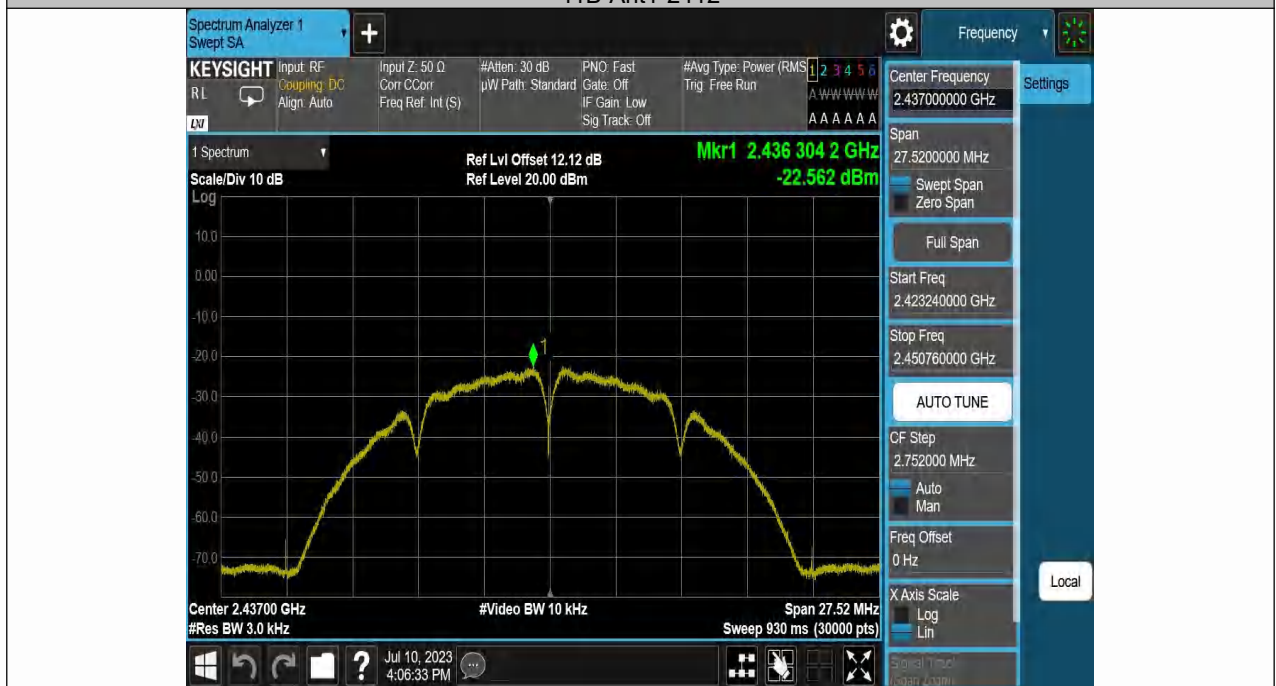 Spectrum Analyzer 1
Swept SA
Frequency
KEYSIGHT
RL
LXI
Input: RF
Coupling: DC
Align: Auto
Input Z: 50 Ω
Corr CCorr
Freq Ref: Int (S)
#Atten: 30 dB
µW Path: Standard
PNO: Fast
Gate: Off
IF Gain: Low
Sig Track: Off
#Avg Type: Power (RMS
Trig: Free Run
1 2 3 4 5 6
A W W W W W
A A A A A A
Center Frequency
2.437000000 GHz
Settings
Span
27.5200000 MHz
Swept Span
Zero Span
Full Span
Start Freq
2.423240000 GHz
Stop Freq
2.450760000 GHz
AUTO TUNE
CF Step
2.752000 MHz
Auto
Man
Freq Offset
0 Hz
X Axis Scale
Log
Lin
Signal Track
(Span Zoom)
Local
1 Spectrum
Scale/Div 10 dB
Ref Lvl Offset 12.12 dB
Ref Level 20.00 dBm
Mkr1 2.436 304 2 GHz
-22.562 dBm
Log
10.0
0.00
-10.0
-20.0
-30.0
-40.0
-50.0
-60.0
-70.0
1
Center 2.43700 GHz
#Video BW 10 kHz
Span 27.52 MHz
#Res BW 3.0 kHz
Sweep 930 ms (30000 pts)
Jul 10, 2023
4:06:33 PM